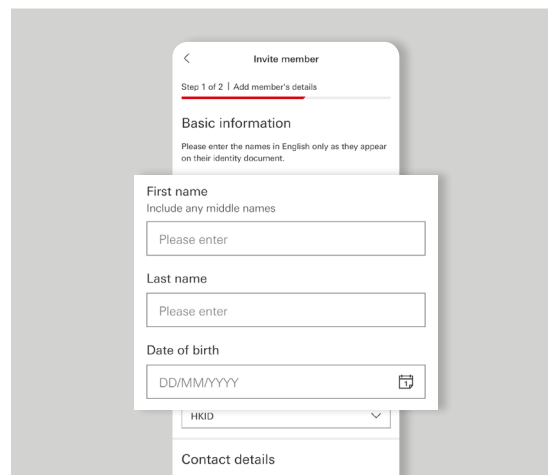 Invite member
Step 1 of 2 | Add member's details
Basic information
Please enter the names in English only as they appear
on their identity document.
First name
Include any middle names
Please enter
Last name
Please enter
Date of birth
DD/MM/YYYY
1
HKID
Contact details